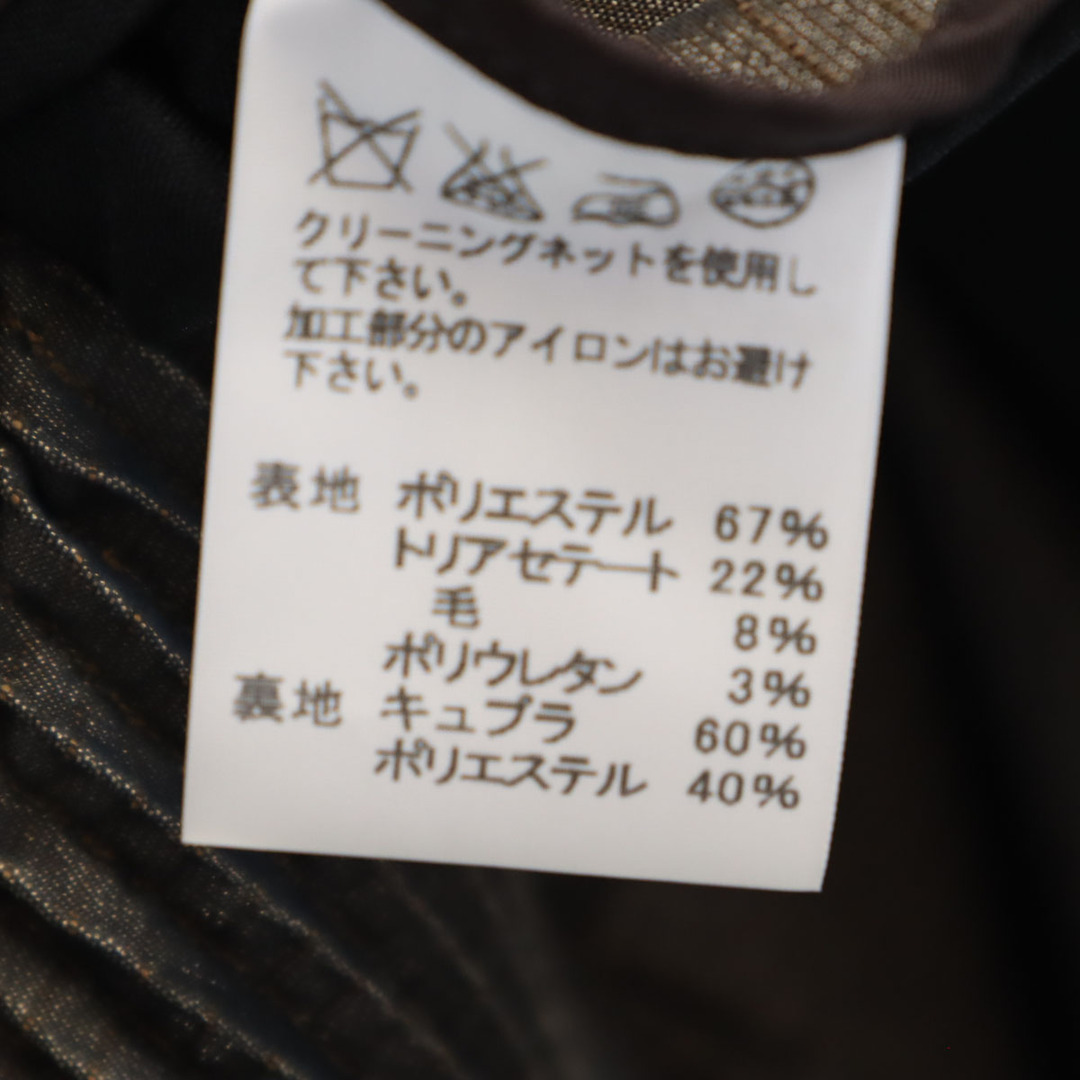 クリーニングネットを使用し
て下さい。
加工部分のアイロンはお避け
下さい。
表地 ポリエステル 67%
トリアセテート 22%
毛 8%
ポリウレタン 3%
裏地 キュプラ 60%
ポリエステル 40%